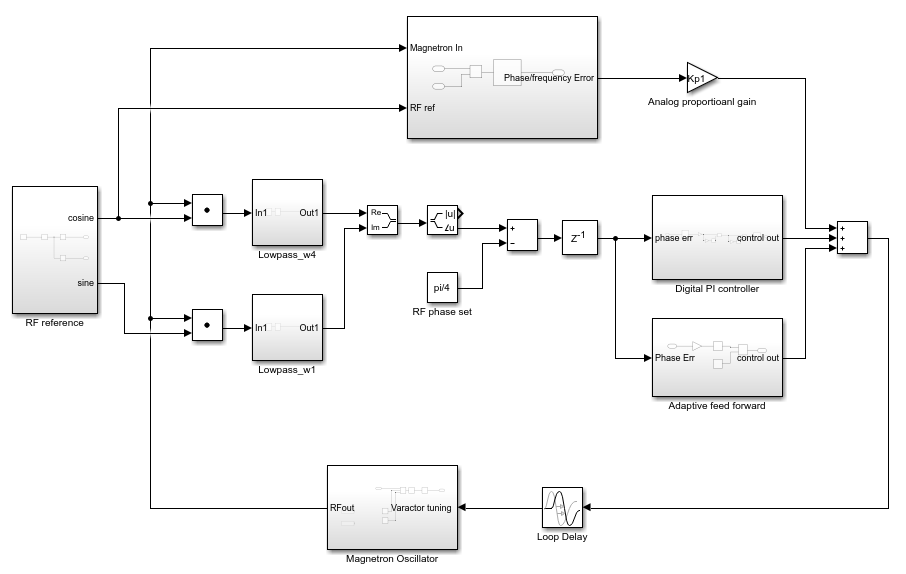 Magnetron In
Phase/frequency Error
RF ref
Kp1
Analog proportioanl gain
cosine
sine
RF reference
In1
Out1
Lowpass_w4
Re
Im
|u|
∠u
+
−
pi/4
RF phase set
Z-1
phase err
control out
Digital PI controller
+
+
+
In1
Out1
Lowpass_w1
Phase Err
control out
Adaptive feed forward
RFout
Varactor tuning
Magnetron Oscillator
Loop Delay